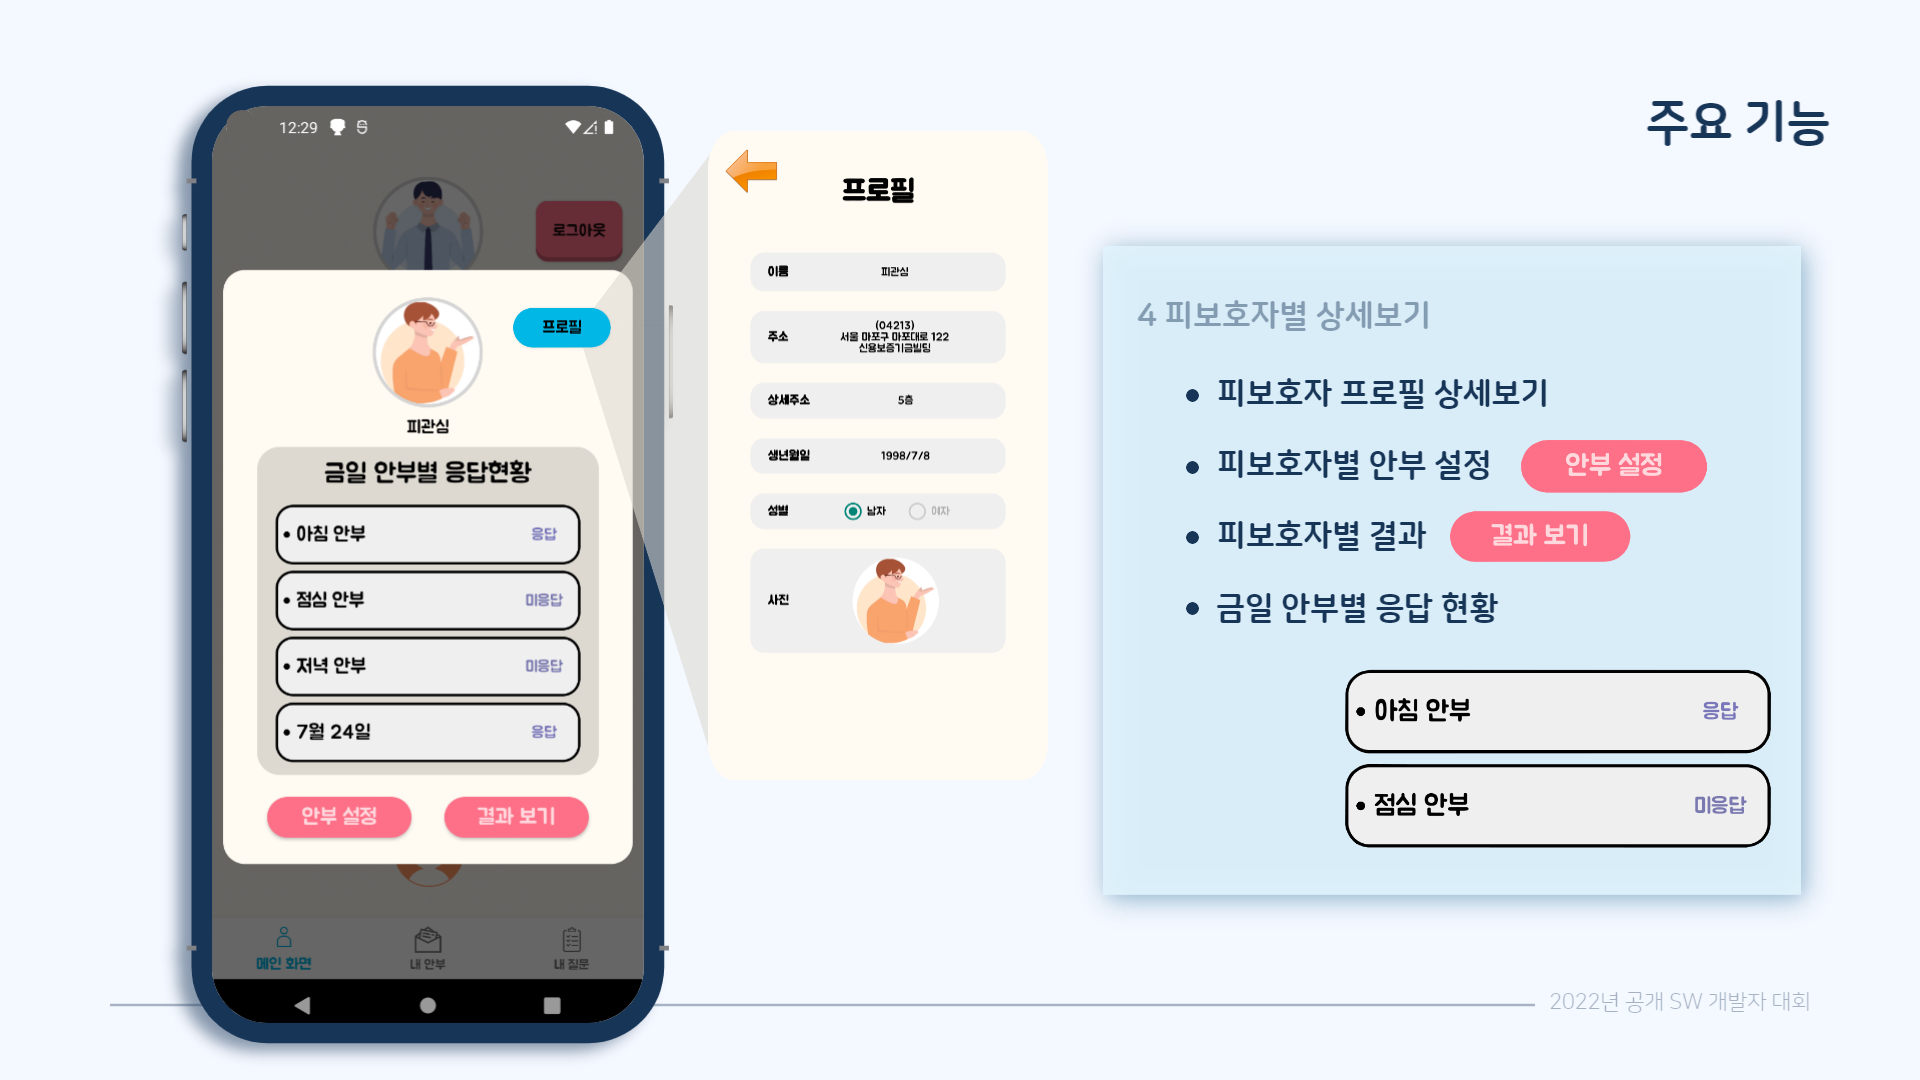 주요 기능
12:29
로그아웃
프로필
피관심
금일 안부별 응답현황
• 아침 안부 응답
• 점심 안부 미응답
• 저녁 안부 미응답
• 7월 24일 응답
안부 설정 결과 보기
메인 화면 내 안부 내 질문
프로필
이름 피관심
주소 (04213)
서울 마포구 마포대로 122
신용보증기금빌딩
상세주소 5층
생년월일 1998/7/8
성별 남자 여자
사진
4 피보호자별 상세보기
• 피보호자 프로필 상세보기
• 피보호자별 안부 설정 안부 설정
• 피보호자별 결과 결과 보기
• 금일 안부별 응답 현황
• 아침 안부 응답
• 점심 안부 미응답
2022년 공개 SW 개발자 대회